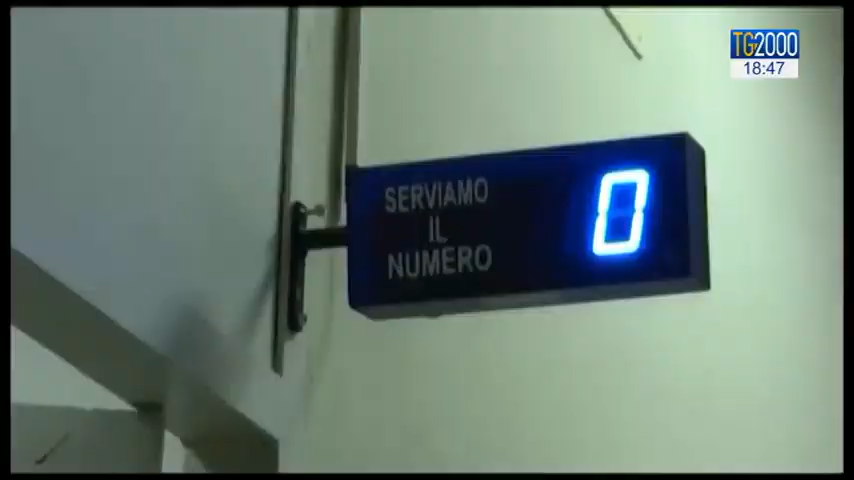 TG2000
18:47
SERVIAMO
IL
NUMERO
0